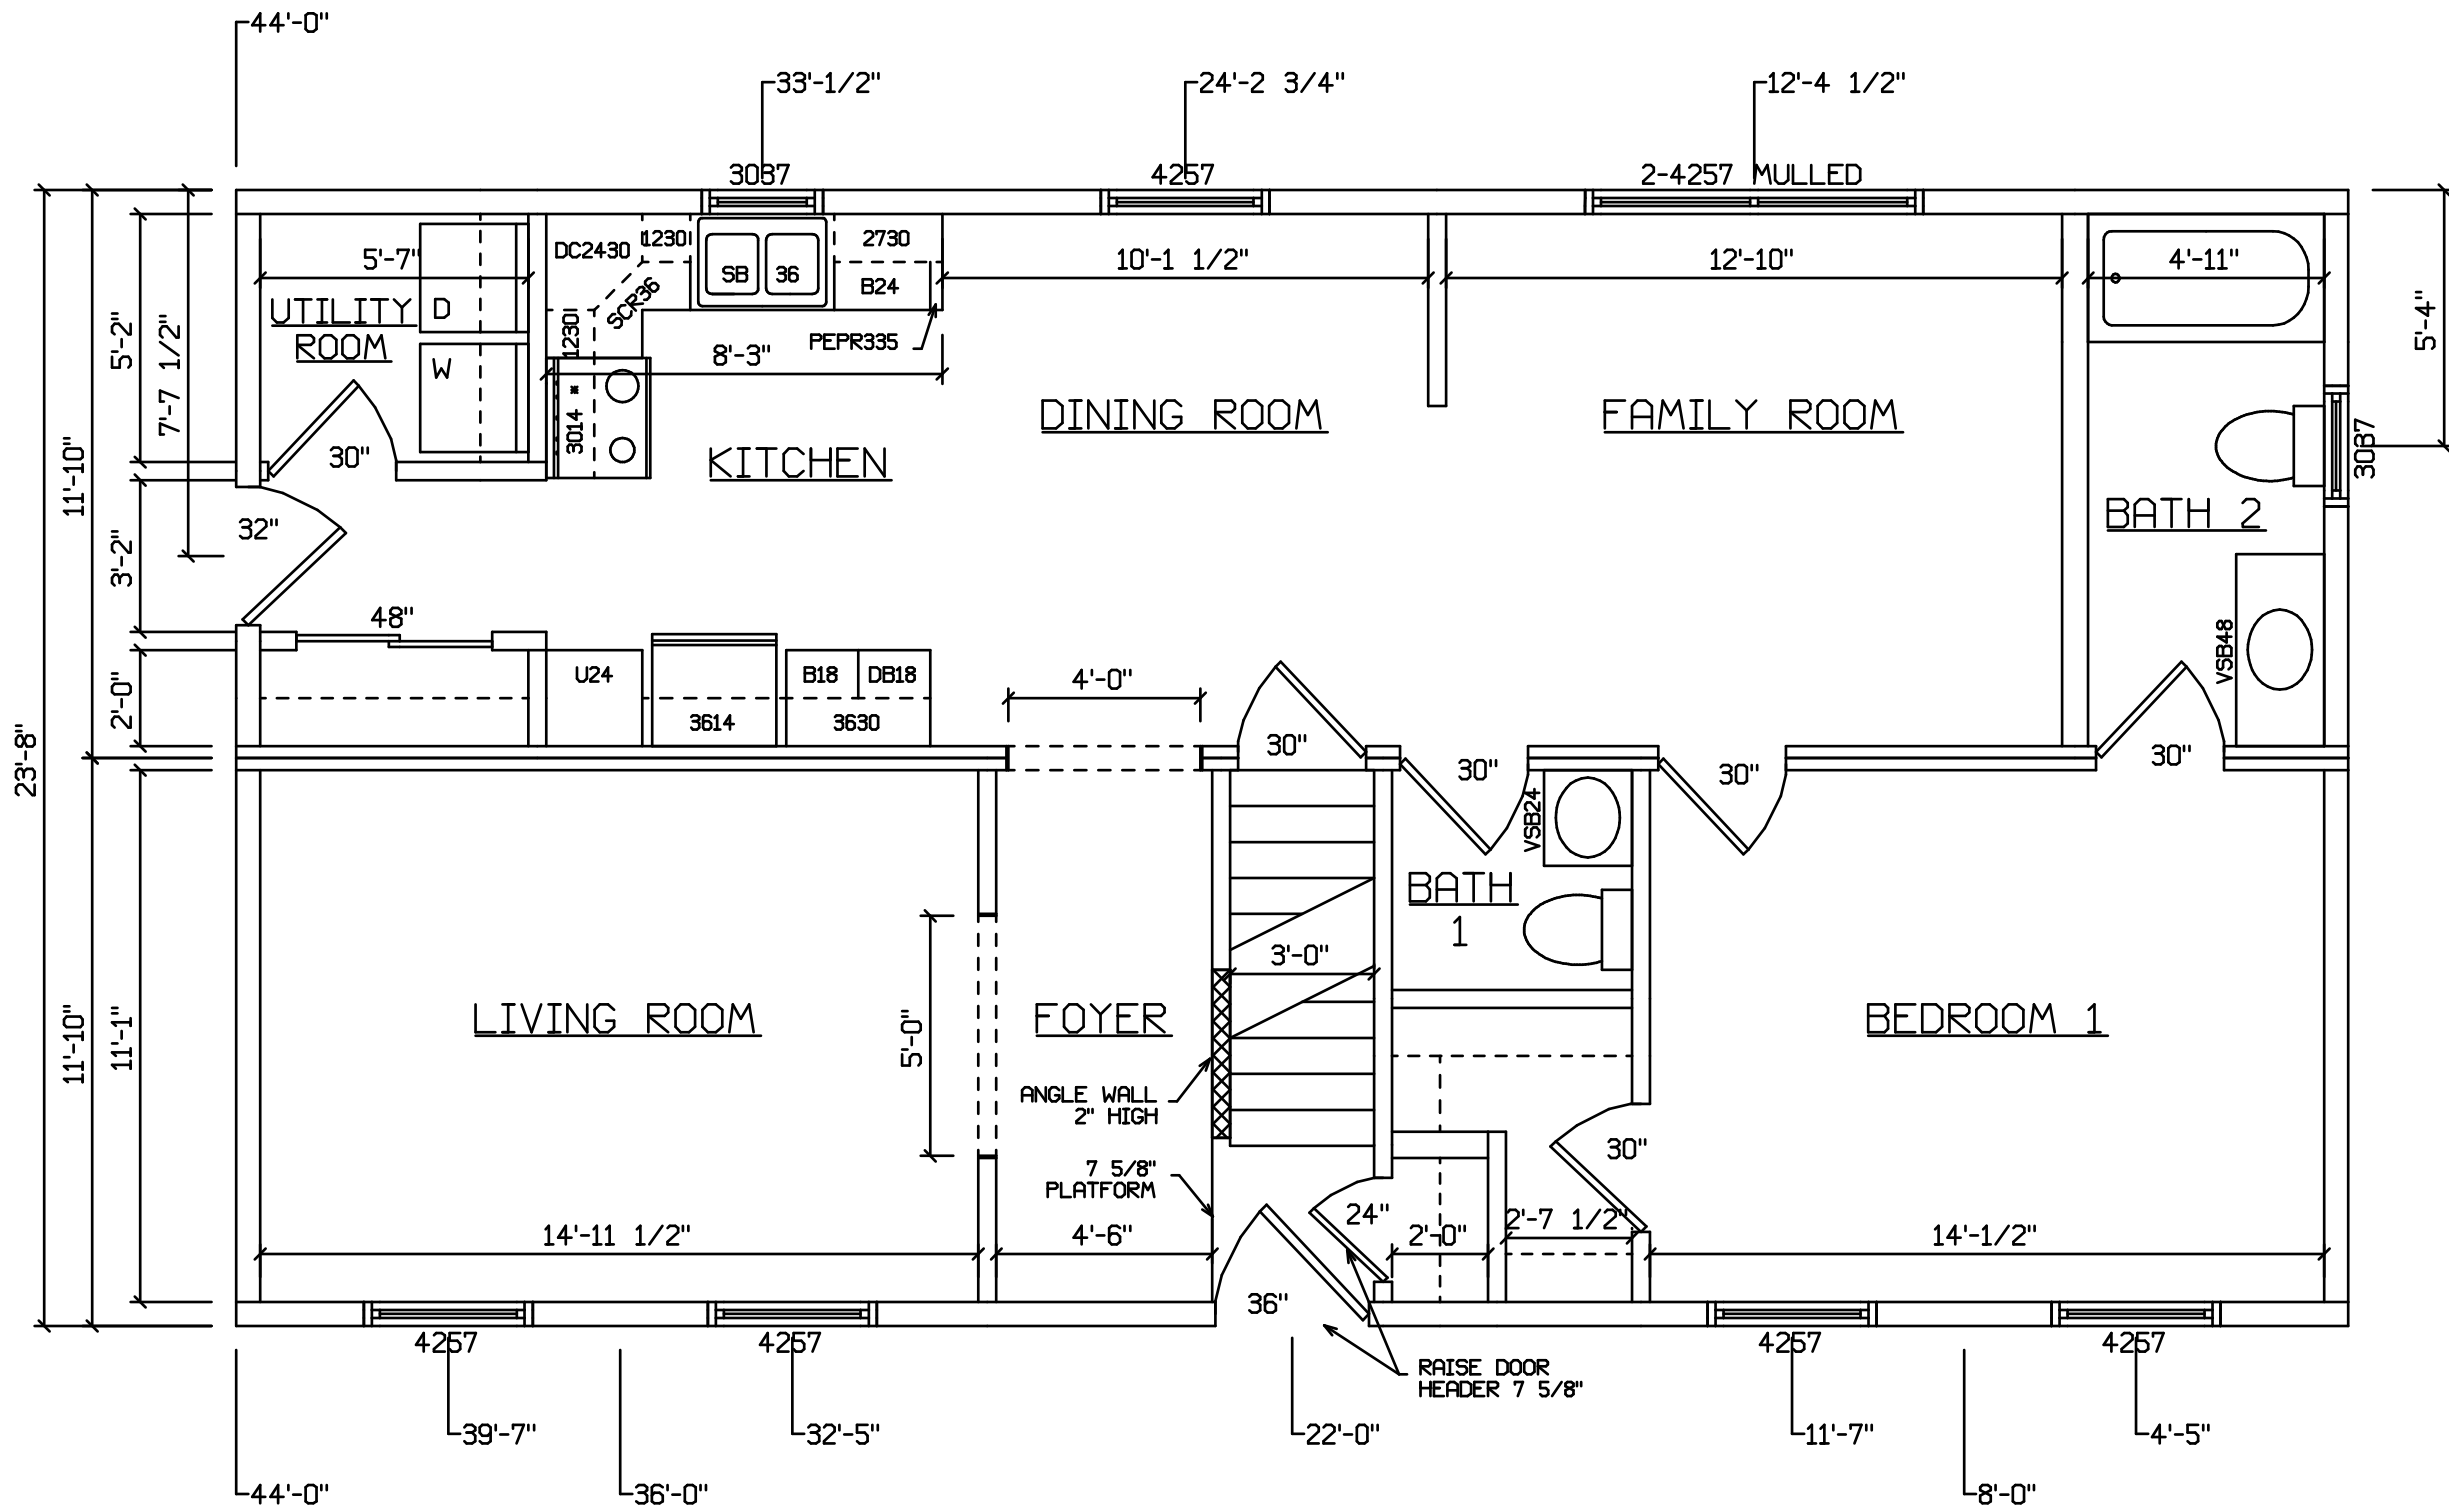 44'-0"
33'-1/2"
24'-2 3/4"
12'-4 1/2"
3037
4257
2-4257 MULLED
DC2430
1230
2730
SB
36
B24
SCR36
1230
PEPR335
8'-3"
3014 *
5'-7"
UTILITY
ROOM
D
W
30"
5'-2"
7'-7 1/2"
11'-10"
32"
3'-2"
48"
2'-0"
23'-8"
KITCHEN
10'-1 1/2"
DINING ROOM
12'-10"
FAMILY ROOM
4'-11"
5'-4"
3037
BATH 2
VSB48
U24
3614
B18
DB18
3630
4'-0"
30"
30"
30"
30"
VSB24
BATH
1
3'-0"
LIVING ROOM
5'-0"
FOYER
BEDROOM 1
11'-10"
11'-1"
ANGLE WALL
2" HIGH
7 5/8"
PLATFORM
30"
24"
2'-0"
2'-7 1/2"
14'-11 1/2"
4'-6"
14'-1/2"
36"
4257
4257
4257
4257
RAISE DOOR
HEADER 7 5/8"
39'-7"
32'-5"
22'-0"
11'-7"
4'-5"
44'-0"
36'-0"
8'-0"